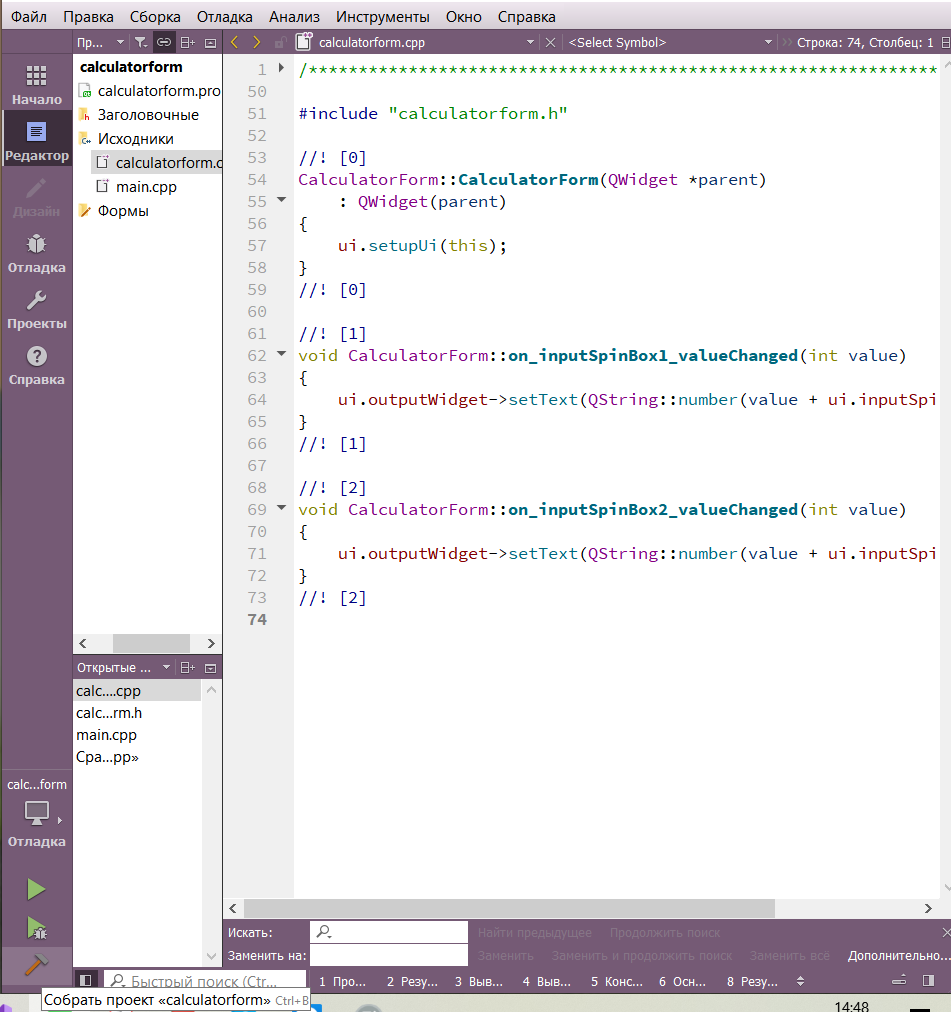 Файл Правка Сборка Отладка Анализ Инструменты Окно Справка
Пр... calculatorform.cpp <Select Symbol> Строка: 74, Столбец: 1
Начало
Редактор
Дизайн
Отладка
Проекты
Справка
calculatorform
calculatorform.pro
Заголовочные
Исходники
calculatorform.c
main.cpp
Формы
Открытые ...
calc....cpp
calc...rm.h
main.cpp
Сра...pp»
calc...form
Отладка
1 /****************************************************************
50
51 #include "calculatorform.h"
52
53 //! [0]
54 CalculatorForm::CalculatorForm(QWidget *parent)
55 : QWidget(parent)
56 {
57 ui.setupUi(this);
58 }
59 //! [0]
60
61 //! [1]
62 void CalculatorForm::on_inputSpinBox1_valueChanged(int value)
63 {
64 ui.outputWidget->setText(QString::number(value + ui.inputSpi
65 }
66 //! [1]
67
68 //! [2]
69 void CalculatorForm::on_inputSpinBox2_valueChanged(int value)
70 {
71 ui.outputWidget->setText(QString::number(value + ui.inputSpi
72 }
73 //! [2]
74
Искать: Найти предыдущее Продолжить поиск
Заменить на: Заменить Заменить и продолжить поиск Заменить всё Дополнительно...
Быстрый поиск (Ctr... 1 Про... 2 Резу... 3 Выв... 4 Выв... 5 Конс... 6 Осн... 8 Резу...
Собрать проект «calculatorform» Ctrl+B
14:48